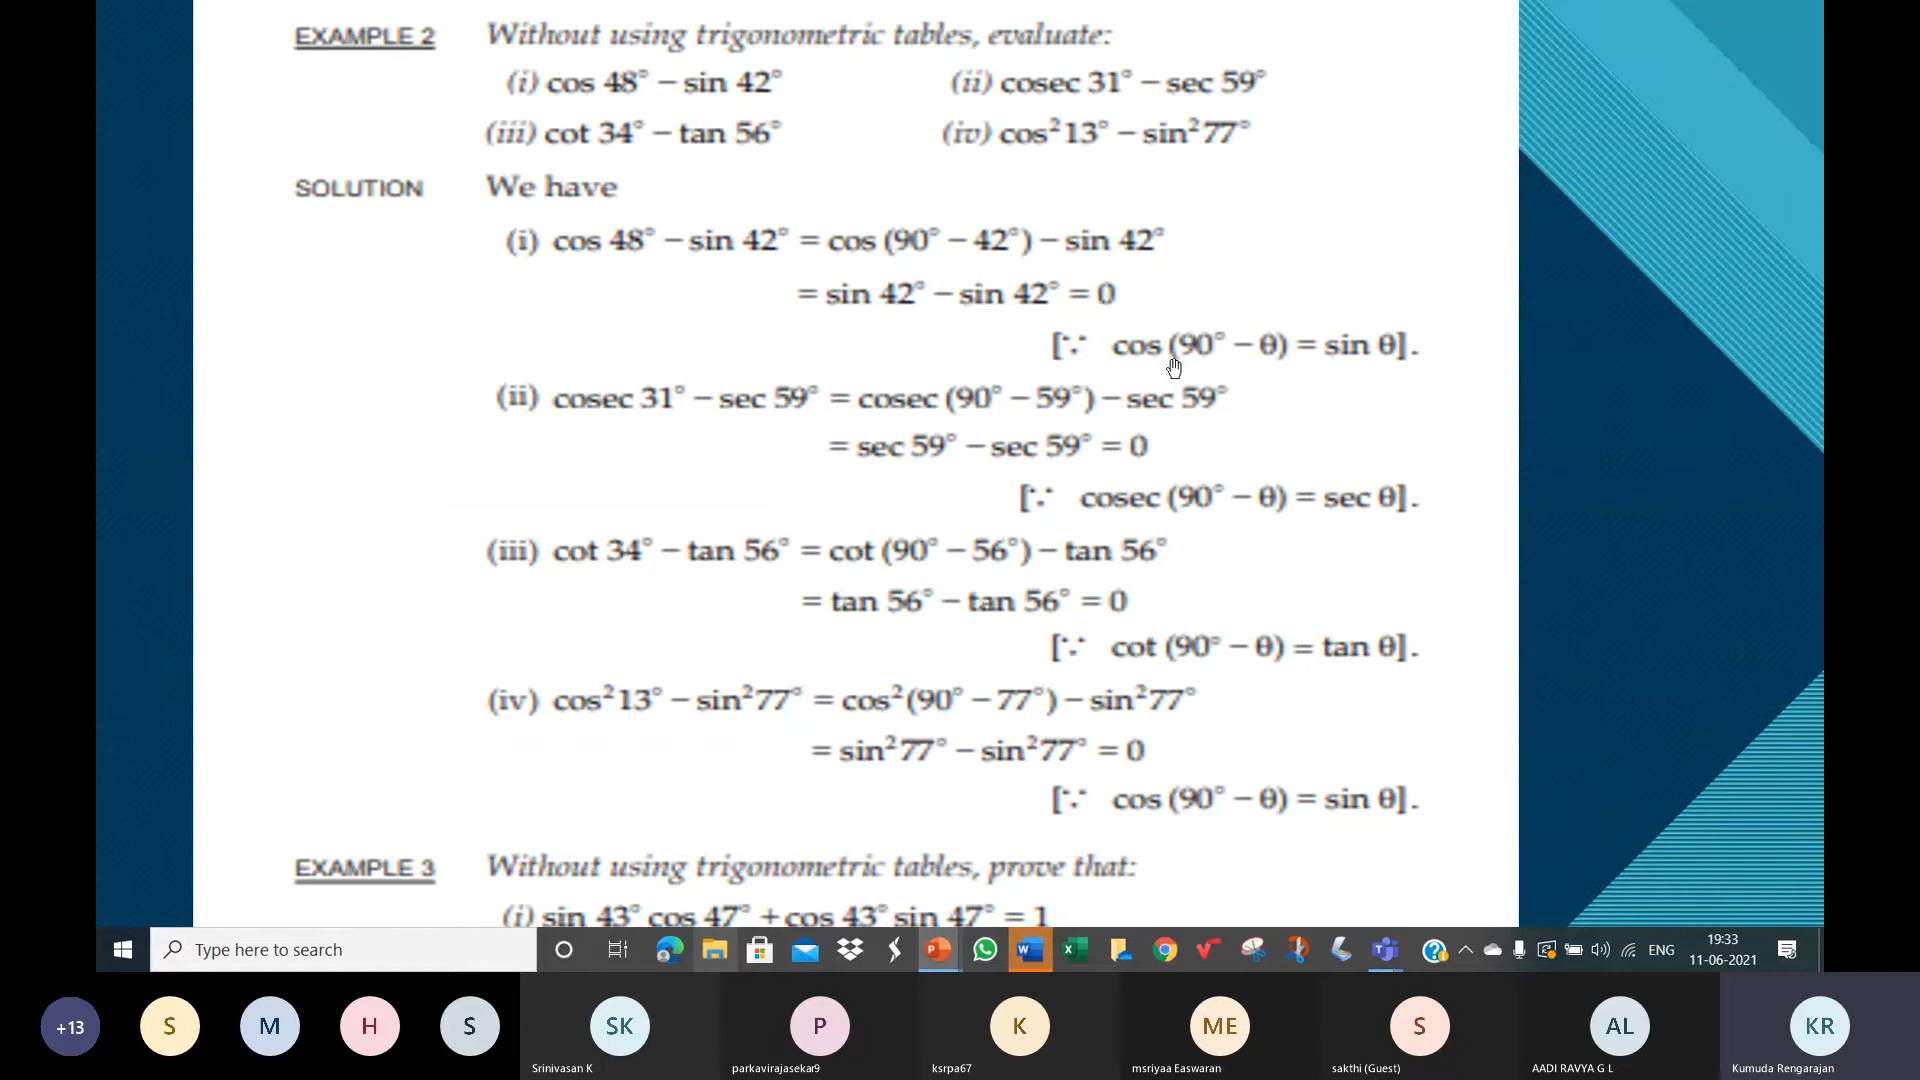 EXAMPLE 2 Without using trigonometric tables, evaluate:
(i) cos 48° − sin 42° (ii) cosec 31° − sec 59°
(iii) cot 34° − tan 56° (iv) cos²13° − sin²77°
SOLUTION We have
(i) cos 48° − sin 42° = cos (90° − 42°) − sin 42°
= sin 42° − sin 42° = 0
[∵ cos (90° − θ) = sin θ].
(ii) cosec 31° − sec 59° = cosec (90° − 59°) − sec 59°
= sec 59° − sec 59° = 0
[∵ cosec (90° − θ) = sec θ].
(iii) cot 34° − tan 56° = cot (90° − 56°) − tan 56°
= tan 56° − tan 56° = 0
[∵ cot (90° − θ) = tan θ].
(iv) cos²13° − sin²77° = cos²(90° − 77°) − sin²77°
= sin²77° − sin²77° = 0
[∵ cos (90° − θ) = sin θ].
EXAMPLE 3 Without using trigonometric tables, prove that:
(i) sin 43° cos 47° + cos 43° sin 47° = 1
Type here to search
ENG
19:33
11-06-2021
+13 S M H S SK P K ME S AL KR
Srinivasan K parkavirajasekar9 ksrpa67 msriyaa Easwaran sakthi (Guest) AADI RAVYA G L Kumuda Rengarajan